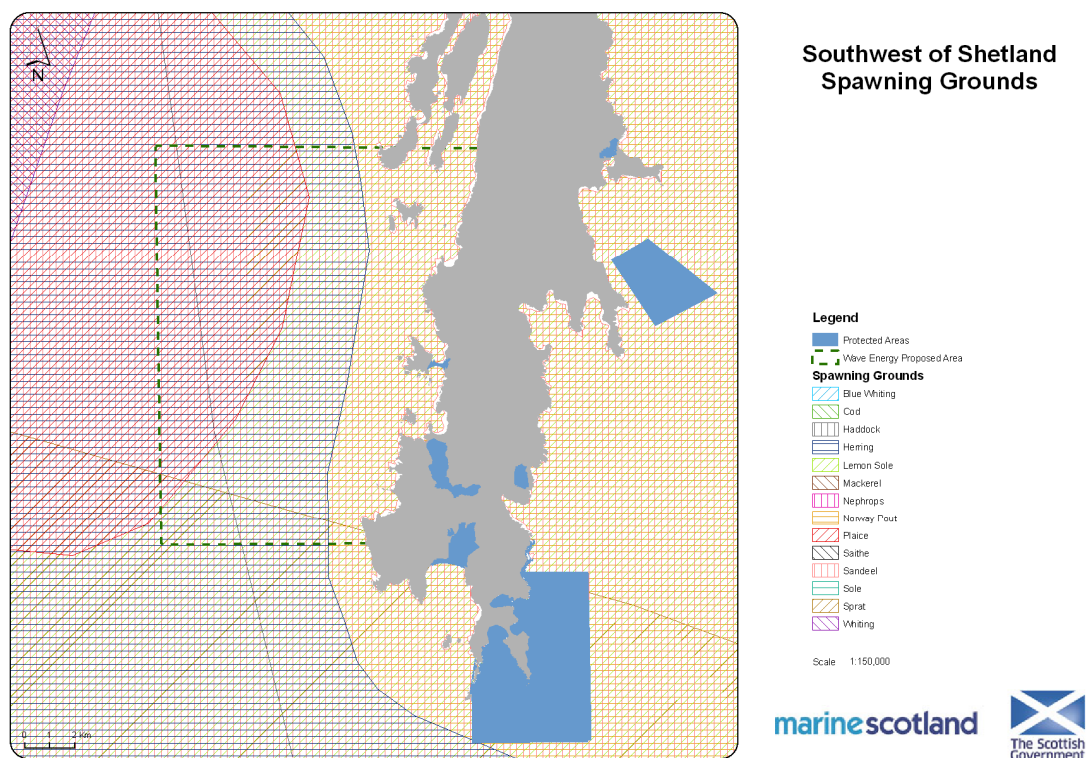 Southwest of Shetland
Spawning Grounds
N
Legend
Protected Areas
Wave Energy Proposed Area
Spawning Grounds
Blue Whiting
Cod
Haddock
Herring
Lemon Sole
Mackerel
Nephrops
Norway Pout
Plaice
Saithe
Sandeel
Sole
Sprat
Whiting
Scale 1:150,000
0 1 2 Km
marinescotland
The Scottish
Government